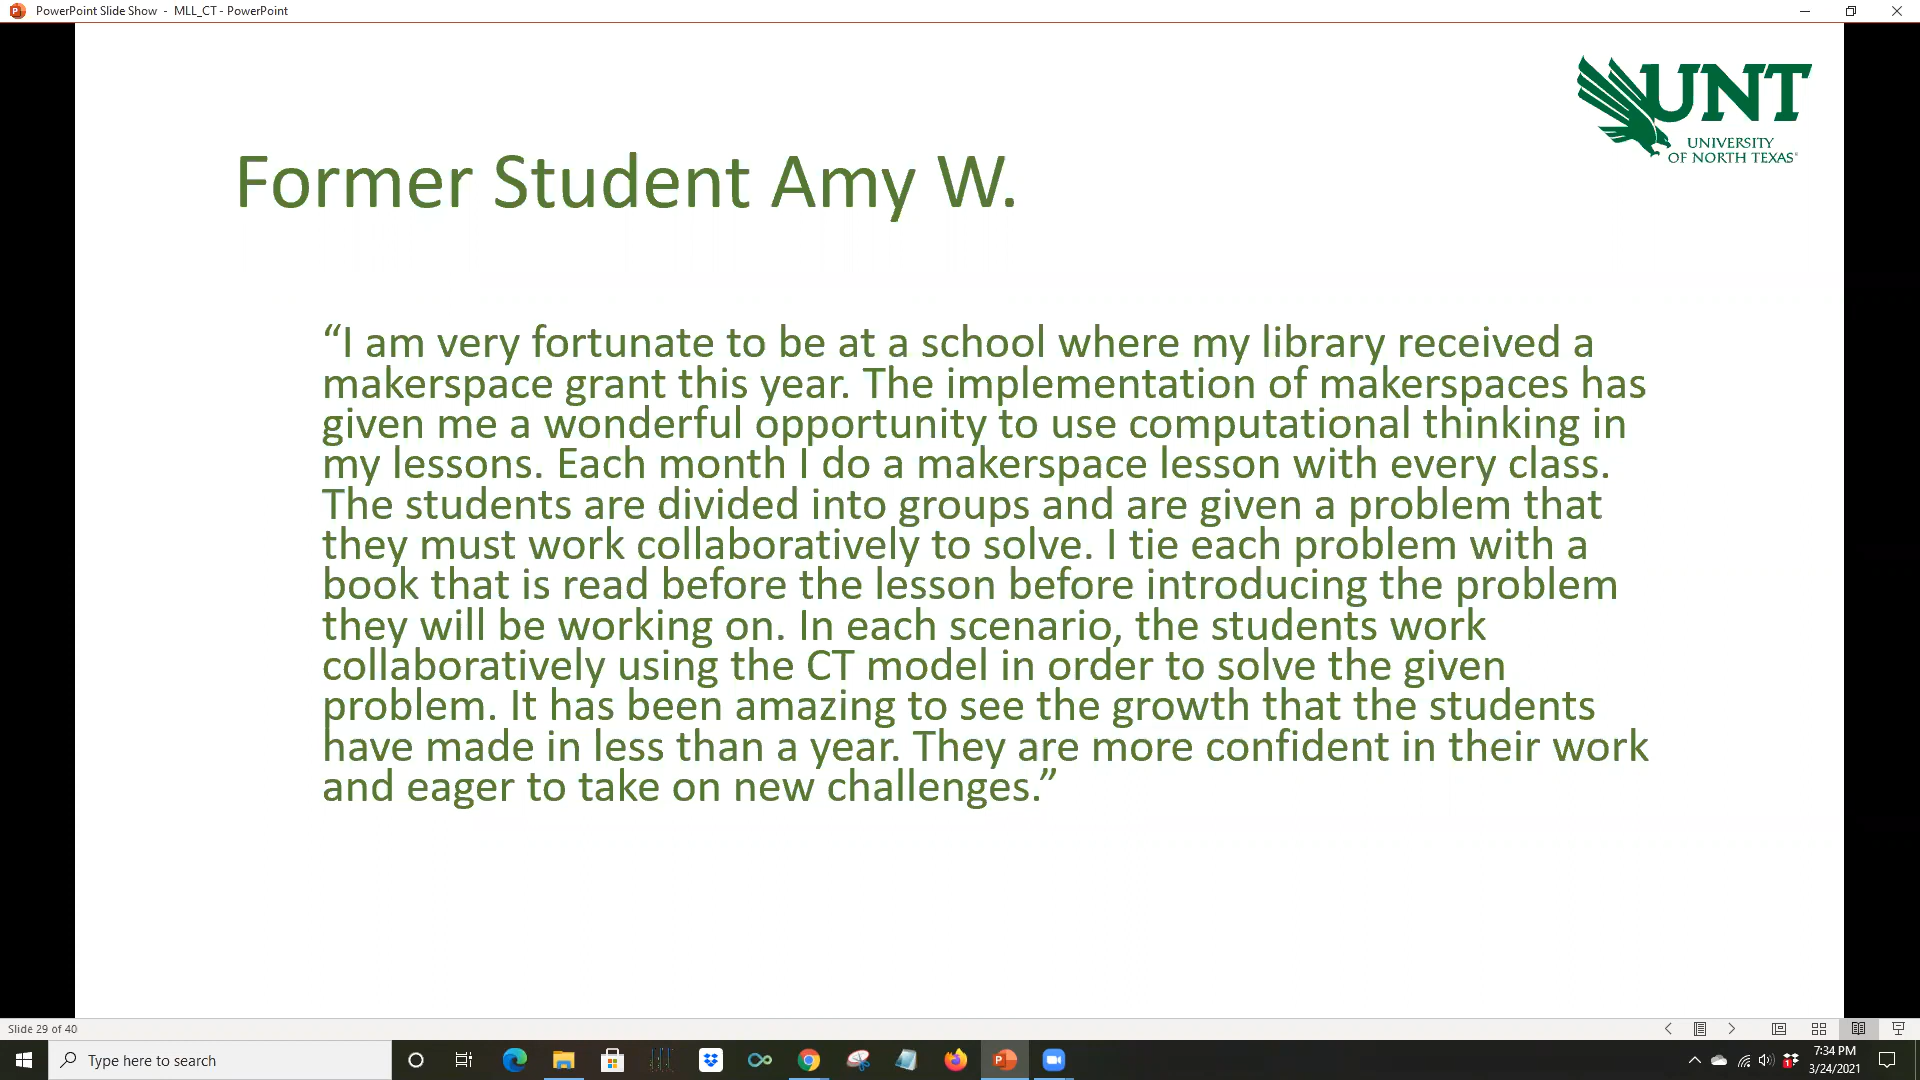 PowerPoint Slide Show - MLL_CT - PowerPoint
UNT
UNIVERSITY
OF NORTH TEXAS®
Former Student Amy W.
“I am very fortunate to be at a school where my library received a
makerspace grant this year. The implementation of makerspaces has
given me a wonderful opportunity to use computational thinking in
my lessons. Each month I do a makerspace lesson with every class.
The students are divided into groups and are given a problem that
they must work collaboratively to solve. I tie each problem with a
book that is read before the lesson before introducing the problem
they will be working on. In each scenario, the students work
collaboratively using the CT model in order to solve the given
problem. It has been amazing to see the growth that the students
have made in less than a year. They are more confident in their work
and eager to take on new challenges.”
Slide 29 of 40
Type here to search
7:34 PM
3/24/2021